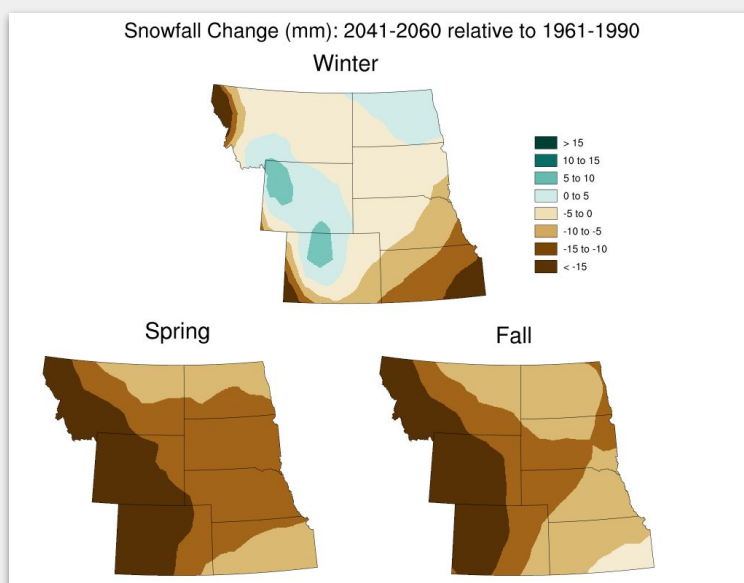 Snowfall Change (mm): 2041-2060 relative to 1961-1990
Winter
> 15
10 to 15
5 to 10
0 to 5
-5 to 0
-10 to -5
-15 to -10
< -15
Spring
Fall